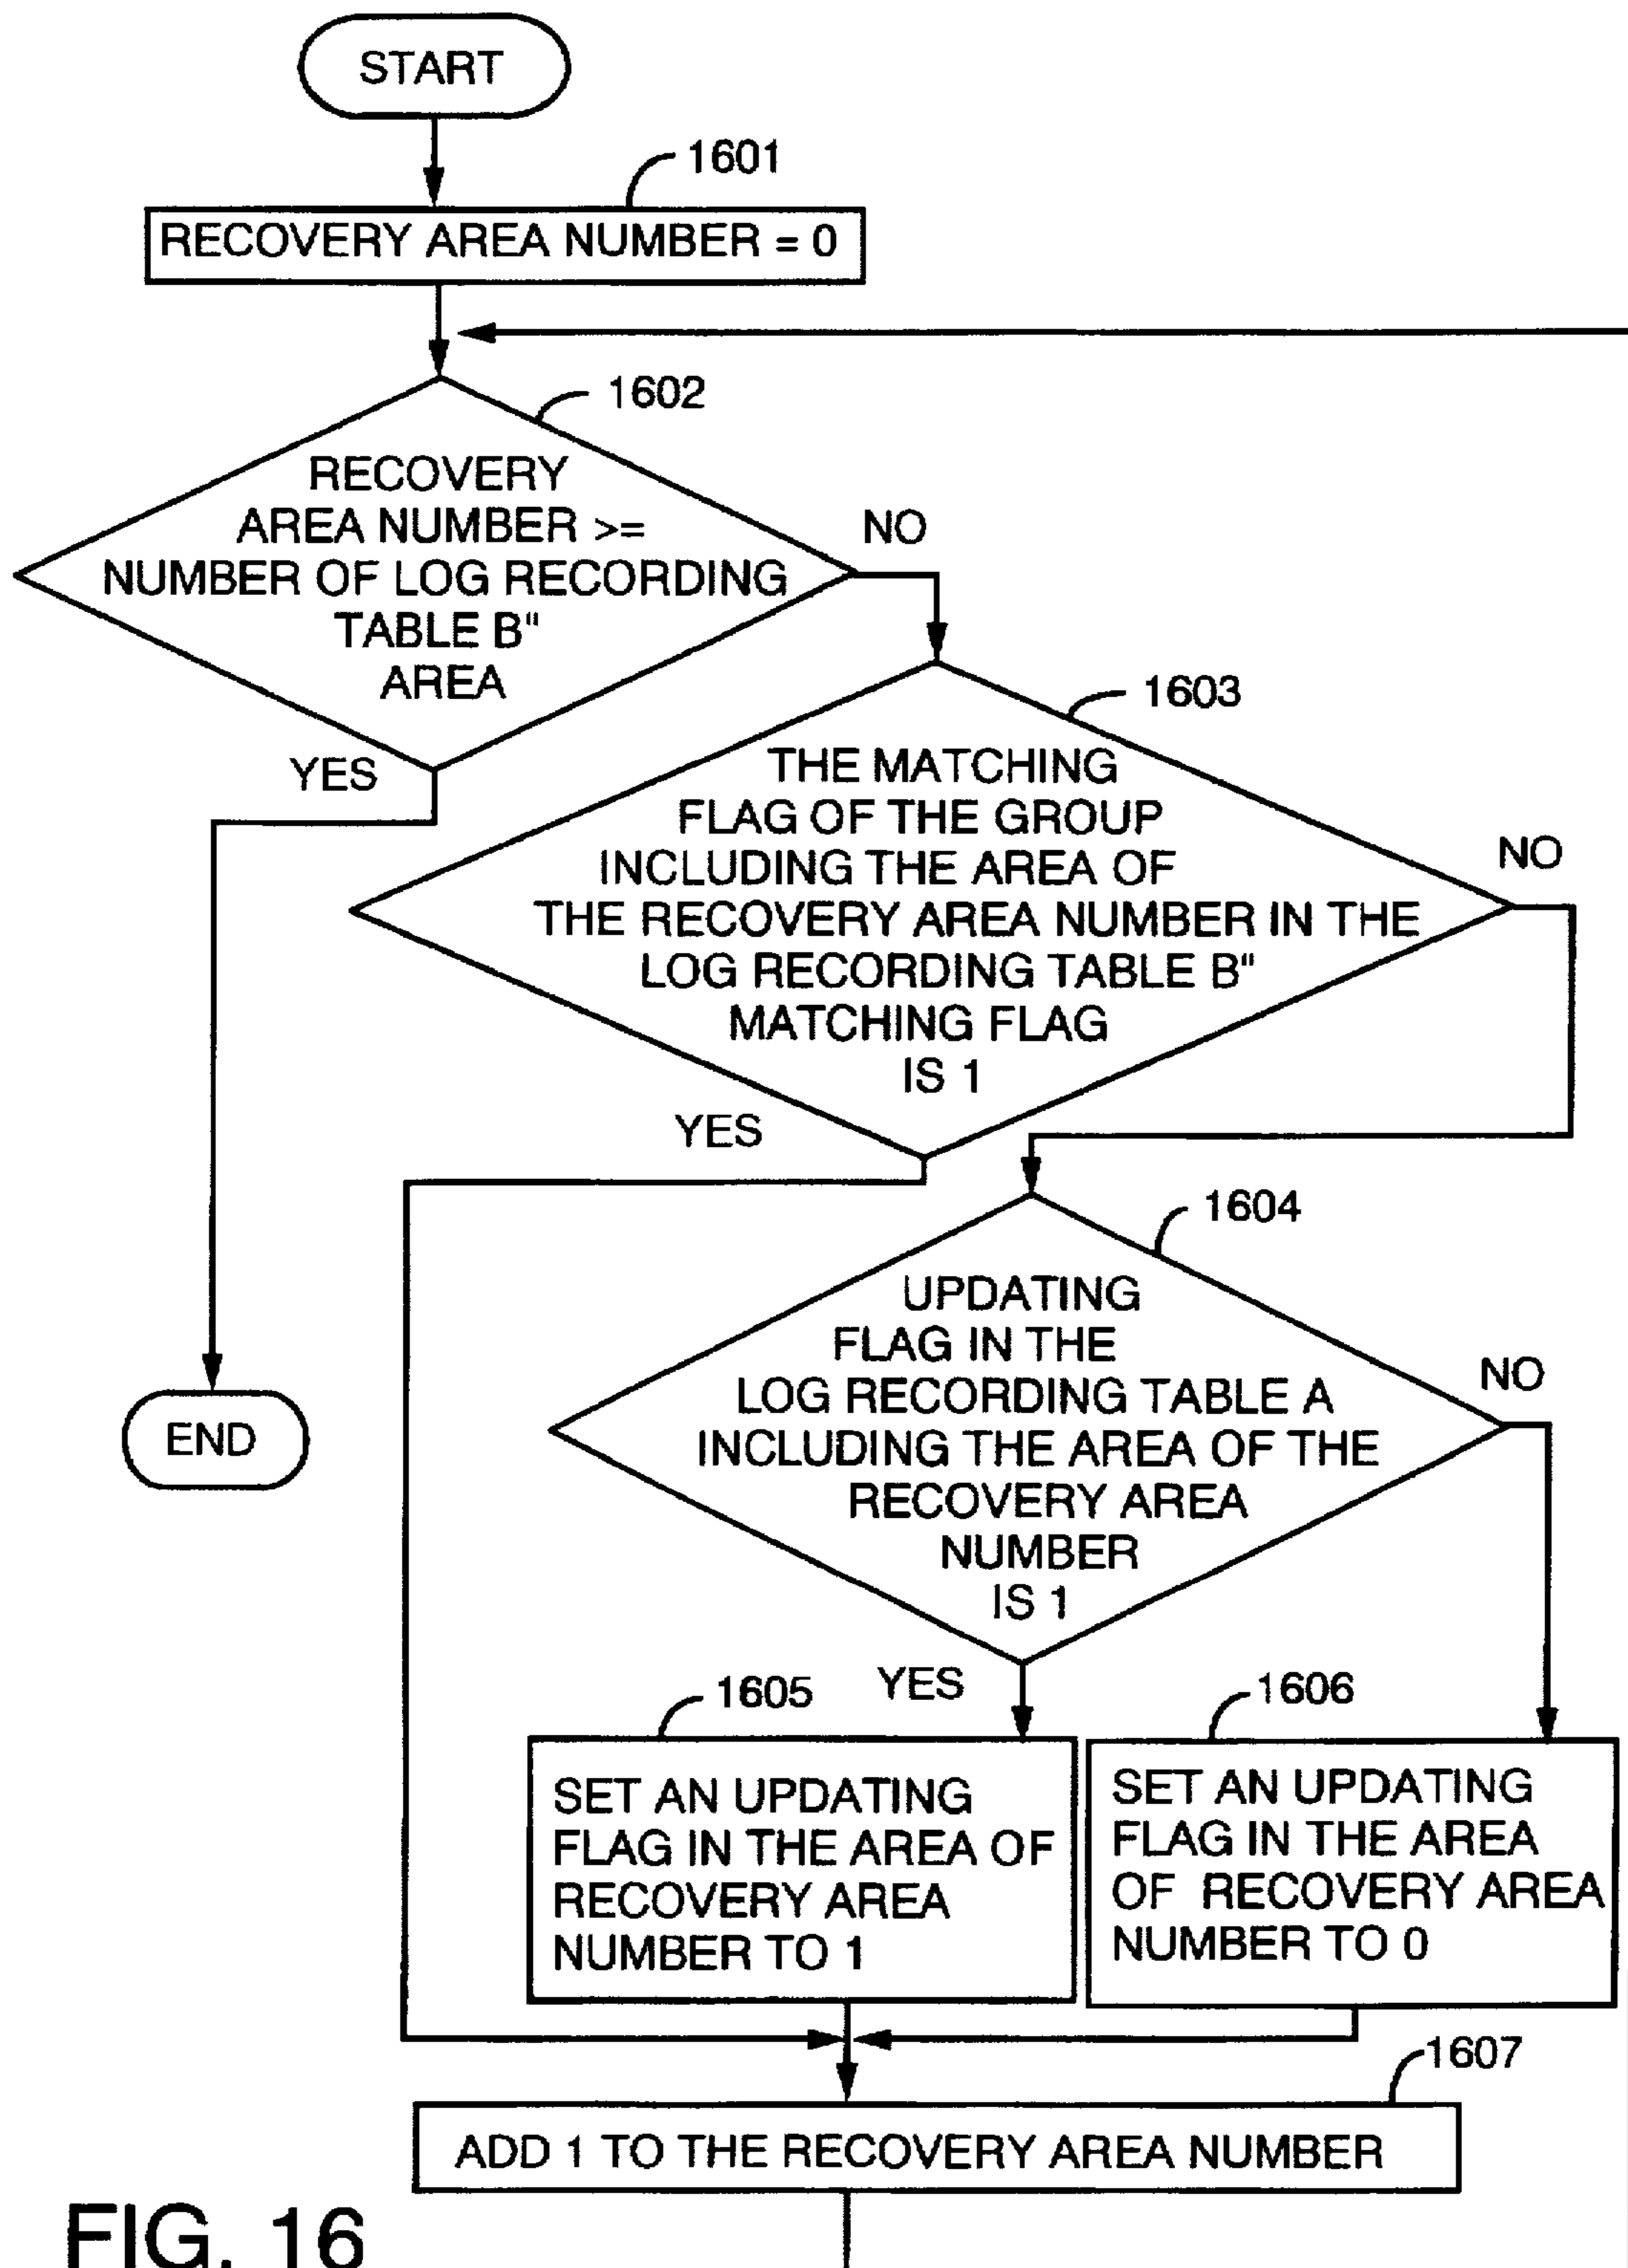 START
1601
RECOVERY AREA NUMBER = 0
1602
RECOVERY
AREA NUMBER >=
NUMBER OF LOG RECORDING
TABLE B"
AREA
NO
YES
1603
THE MATCHING
FLAG OF THE GROUP
INCLUDING THE AREA OF
THE RECOVERY AREA NUMBER IN THE
LOG RECORDING TABLE B"
MATCHING FLAG
IS 1
NO
YES
1604
UPDATING
FLAG IN THE
LOG RECORDING TABLE A
INCLUDING THE AREA OF THE
RECOVERY AREA
NUMBER
IS 1
NO
END
YES
1605
SET AN UPDATING
FLAG IN THE AREA OF
RECOVERY AREA
NUMBER TO 1
1606
SET AN UPDATING
FLAG IN THE AREA
OF RECOVERY AREA
NUMBER TO 0
1607
ADD 1 TO THE RECOVERY AREA NUMBER
FIG. 16